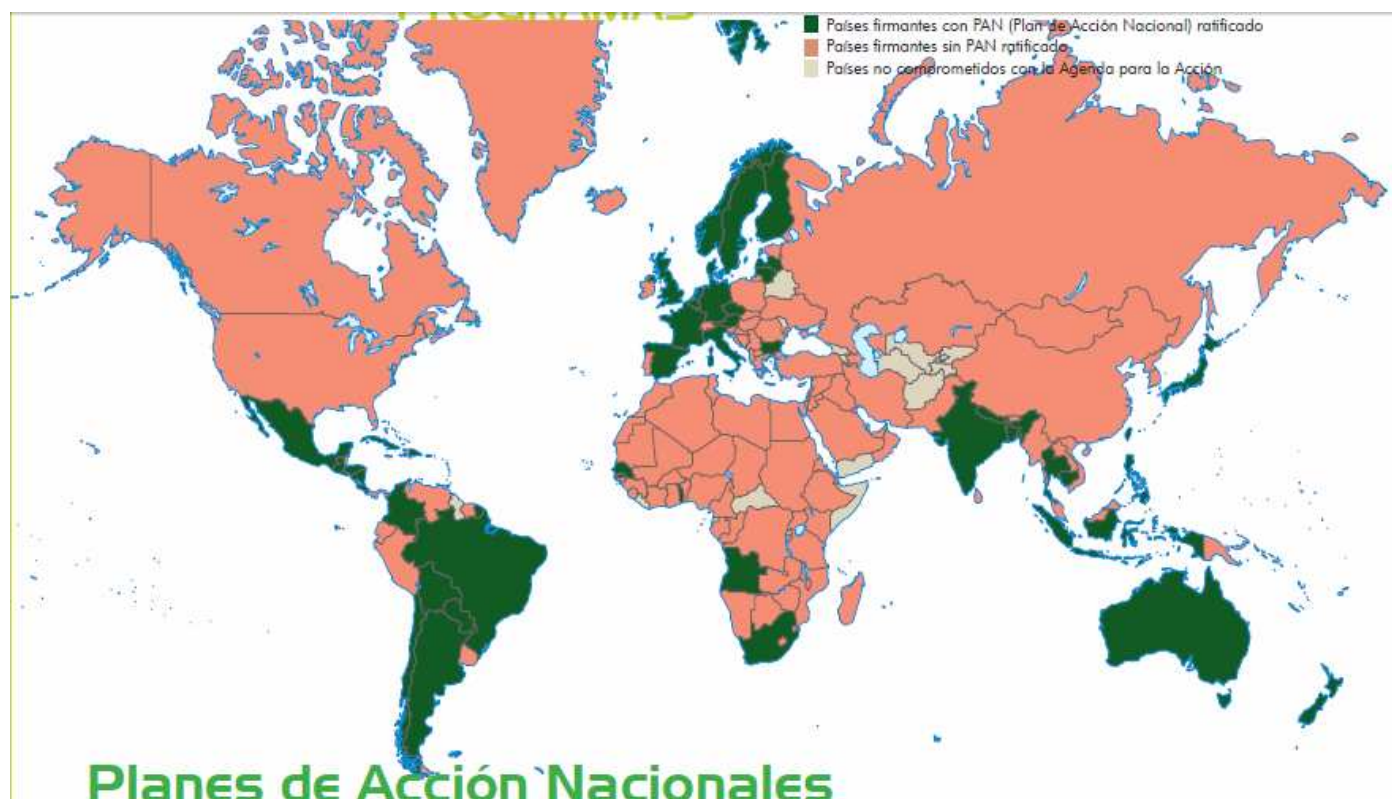 PROGRAMAS
Países firmantes con PAN (Plan de Acción Nacional) ratificado
Países firmantes sin PAN ratificado
Países no comprometidos con la Agenda para la Acción
Planes de Acción Nacionales